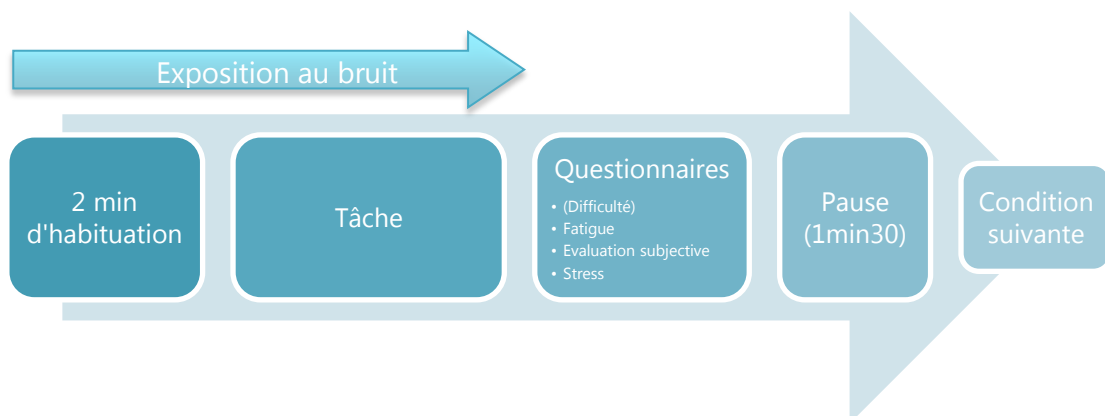 Exposition au bruit
2 min
d'habituation
Tâche
Questionnaires
• (Difficulté)
• Fatigue
• Evaluation subjective
• Stress
Pause
(1min30)
Condition
suivante